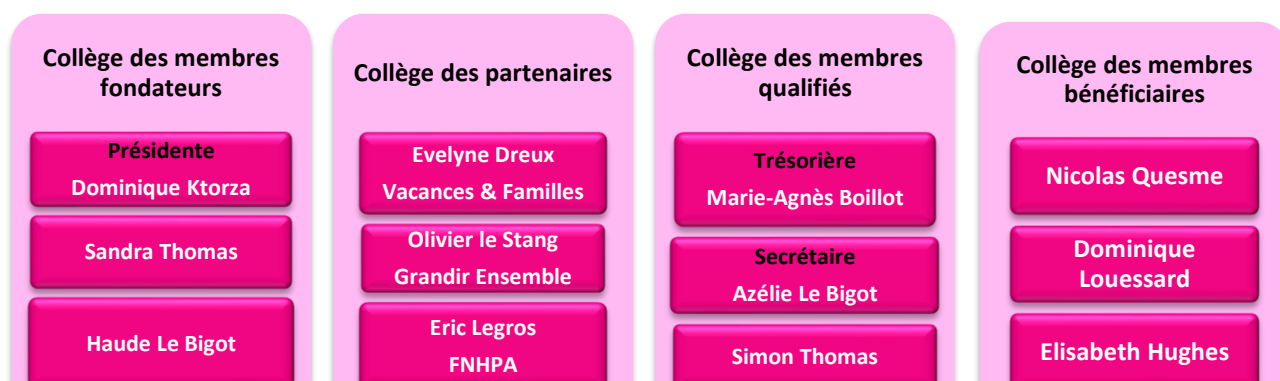 Collège des membres
fondateurs
Présidente
Dominique Ktorza
Sandra Thomas
Haude Le Bigot
Collège des partenaires
Evelyne Dreux
Vacances & Familles
Olivier le Stang
Grandir Ensemble
Eric Legros
FNHPA
Collège des membres
qualifiés
Trésorière
Marie-Agnès Boillot
Secrétaire
Azélie Le Bigot
Simon Thomas
Collège des membres
bénéficiaires
Nicolas Quesme
Dominique
Louessard
Elisabeth Hughes